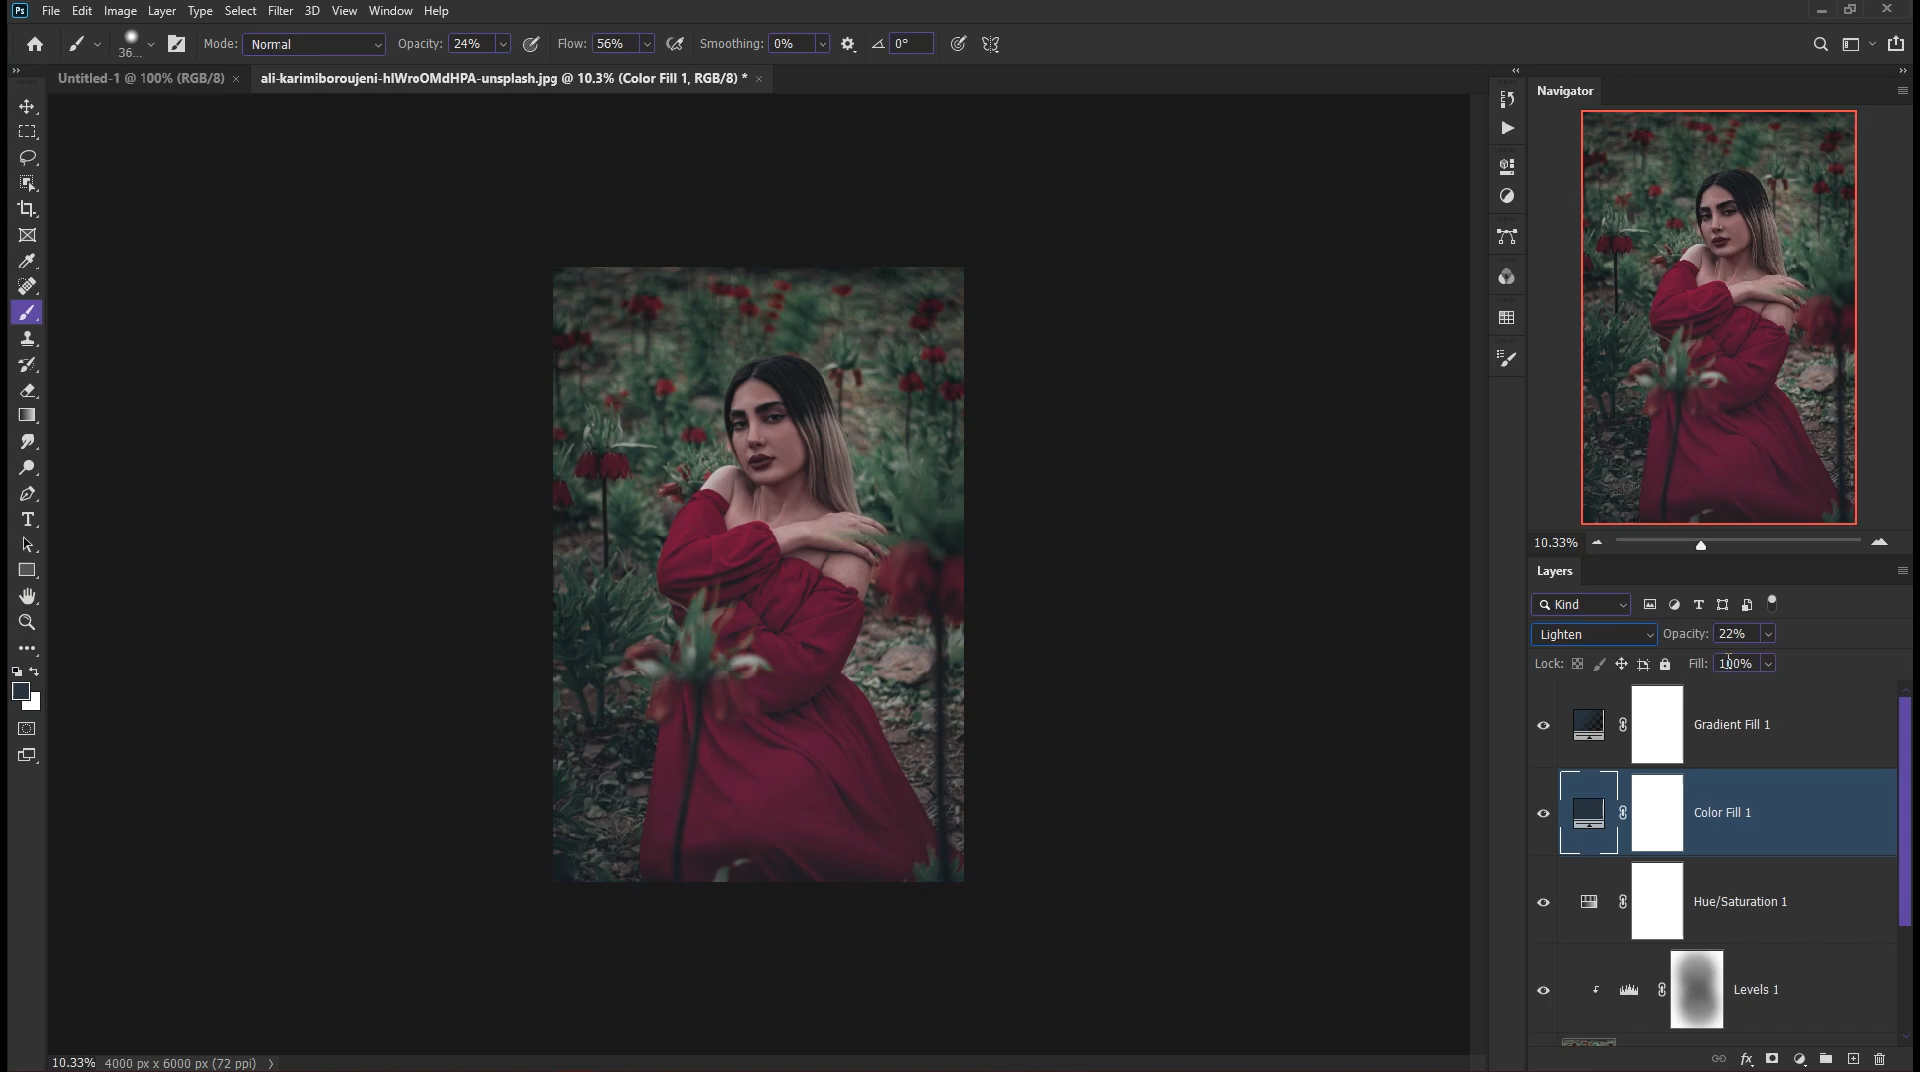 Ps File Edit Image Layer Type Select Filter 3D View Window Help
36... Mode: Normal Opacity: 24% Flow: 56% Smoothing: 0% 0°
Untitled-1 @ 100% (RGB/8) × ali-karimiboroujeni-hlWroOMdHPA-unsplash.jpg @ 10.3% (Color Fill 1, RGB/8) * ×
Navigator
10.33%
Layers
Kind
Lighten Opacity: 22%
Lock: Fill: 100%
Gradient Fill 1
Color Fill 1
Hue/Saturation 1
Levels 1
fx
10.33% 4000 px x 6000 px (72 ppi)